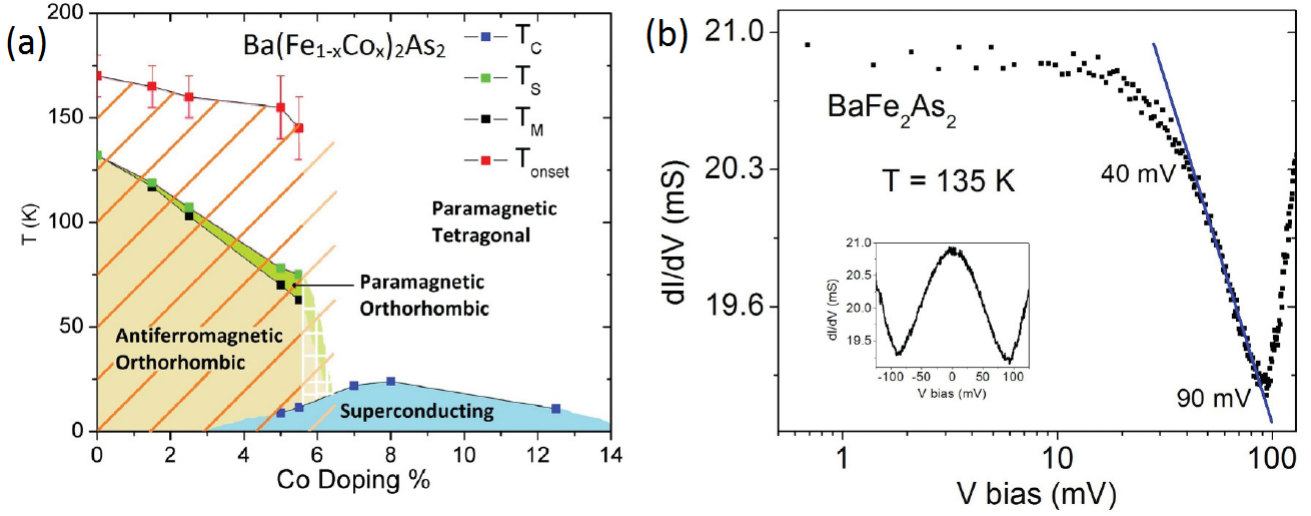 (a)
Ba(Fe1-xCox)2As2
TC
TS
TM
Tonset
200
150
100
50
0
T (K)
Paramagnetic
Tetragonal
Paramagnetic
Orthorhombic
Antiferromagnetic
Orthorhombic
Superconducting
0 2 4 6 8 10 12 14
Co Doping %
(b)
21.0
20.3
19.6
dI/dV (mS)
BaFe2As2
T = 135 K
40 mV
90 mV
21.0
20.5
20.0
19.5
dI/dV (mS)
-100 -50 0 50 100
V bias (mV)
1 10 100
V bias (mV)